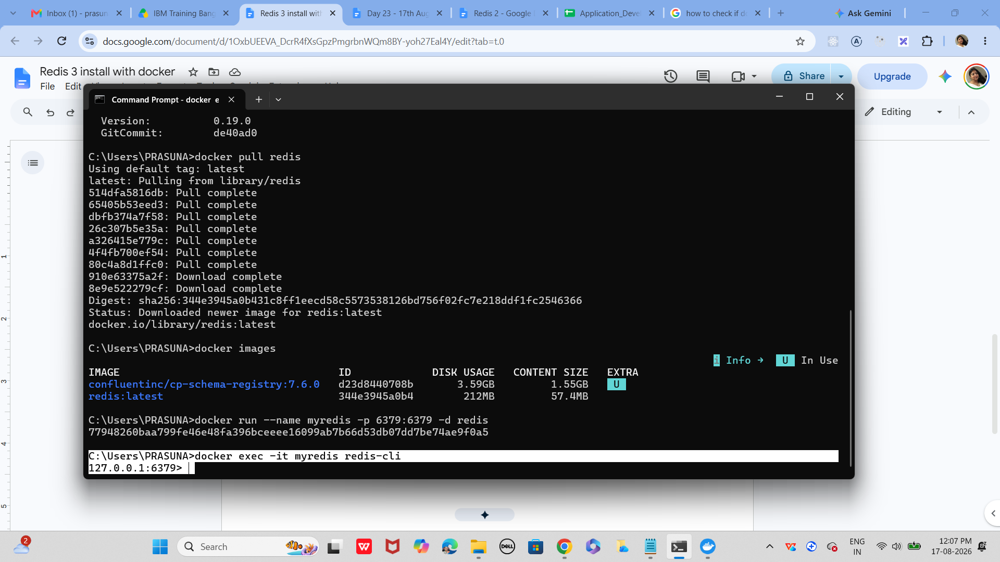 Inbox (1) - prasun
IBM Training Bang
Redis 3 install with
Day 23 - 17th Aug
Redis 2 - Google
Application_Devel
how to check if do
Ask Gemini
docs.google.com/document/d/1OxbUEEVA_DcrR4fXsGpzPmgrbnWQm8BY-yoh27Eal4Y/edit?tab=t.0
Redis 3 install with docker
File Edit
Share
Upgrade
Editing
Command Prompt - docker e
Version: 0.19.0
GitCommit: de40ad0
C:\Users\PRASUNA>docker pull redis
Using default tag: latest
latest: Pulling from library/redis
514dfa5816db: Pull complete
65405b53eed3: Pull complete
dbfb374a7f58: Pull complete
26c307b5e35a: Pull complete
a326415e779c: Pull complete
4f4fb700ef54: Pull complete
80c4a8d1ffc0: Pull complete
910e63375a2f: Download complete
8e9e522279cf: Download complete
Digest: sha256:344e3945a0b431c8ff1eecd58c5573538126bd756f02fc7e218ddf1fc2546366
Status: Downloaded newer image for redis:latest
docker.io/library/redis:latest
C:\Users\PRASUNA>docker images
i Info → U In Use
IMAGE ID DISK USAGE CONTENT SIZE EXTRA
confluentinc/cp-schema-registry:7.6.0 d23d8440708b 3.59GB 1.55GB U
redis:latest 344e3945a0b4 212MB 57.4MB
C:\Users\PRASUNA>docker run --name myredis -p 6379:6379 -d redis
77948260baa799fe46e48fa396bceeee16099ab7b66d53db07dd7be74ae9f0a5
C:\Users\PRASUNA>docker exec -it myredis redis-cli
127.0.0.1:6379>
1
2
3
4
5
2
Search
DELL
ENG
IN
12:07 PM
17-08-2026